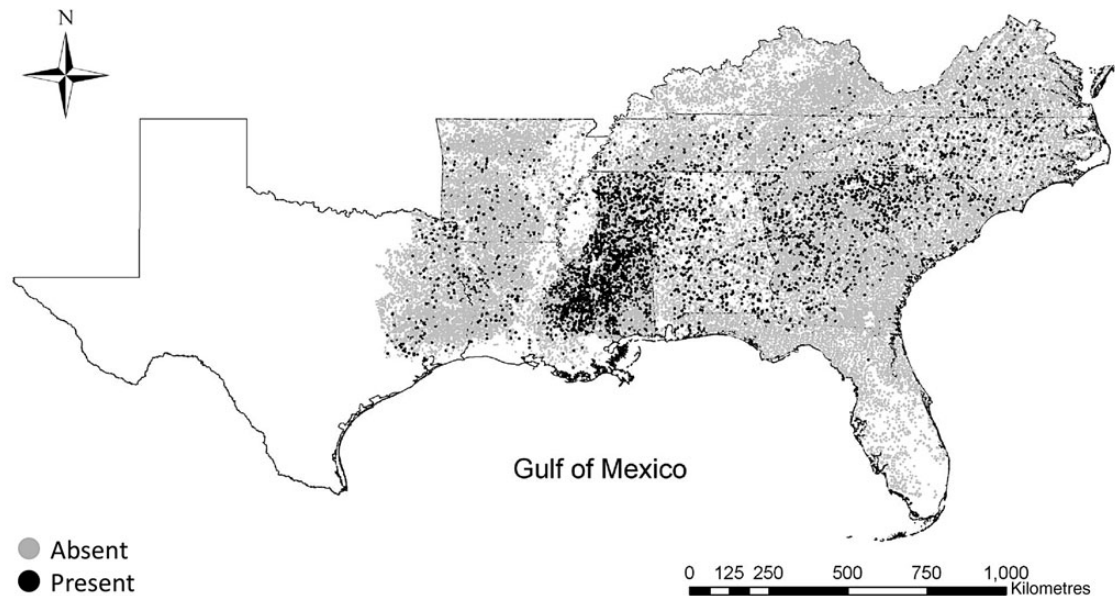 N
Gulf of Mexico
Absent
Present
0 125 250 500 750 1,000
Kilometres